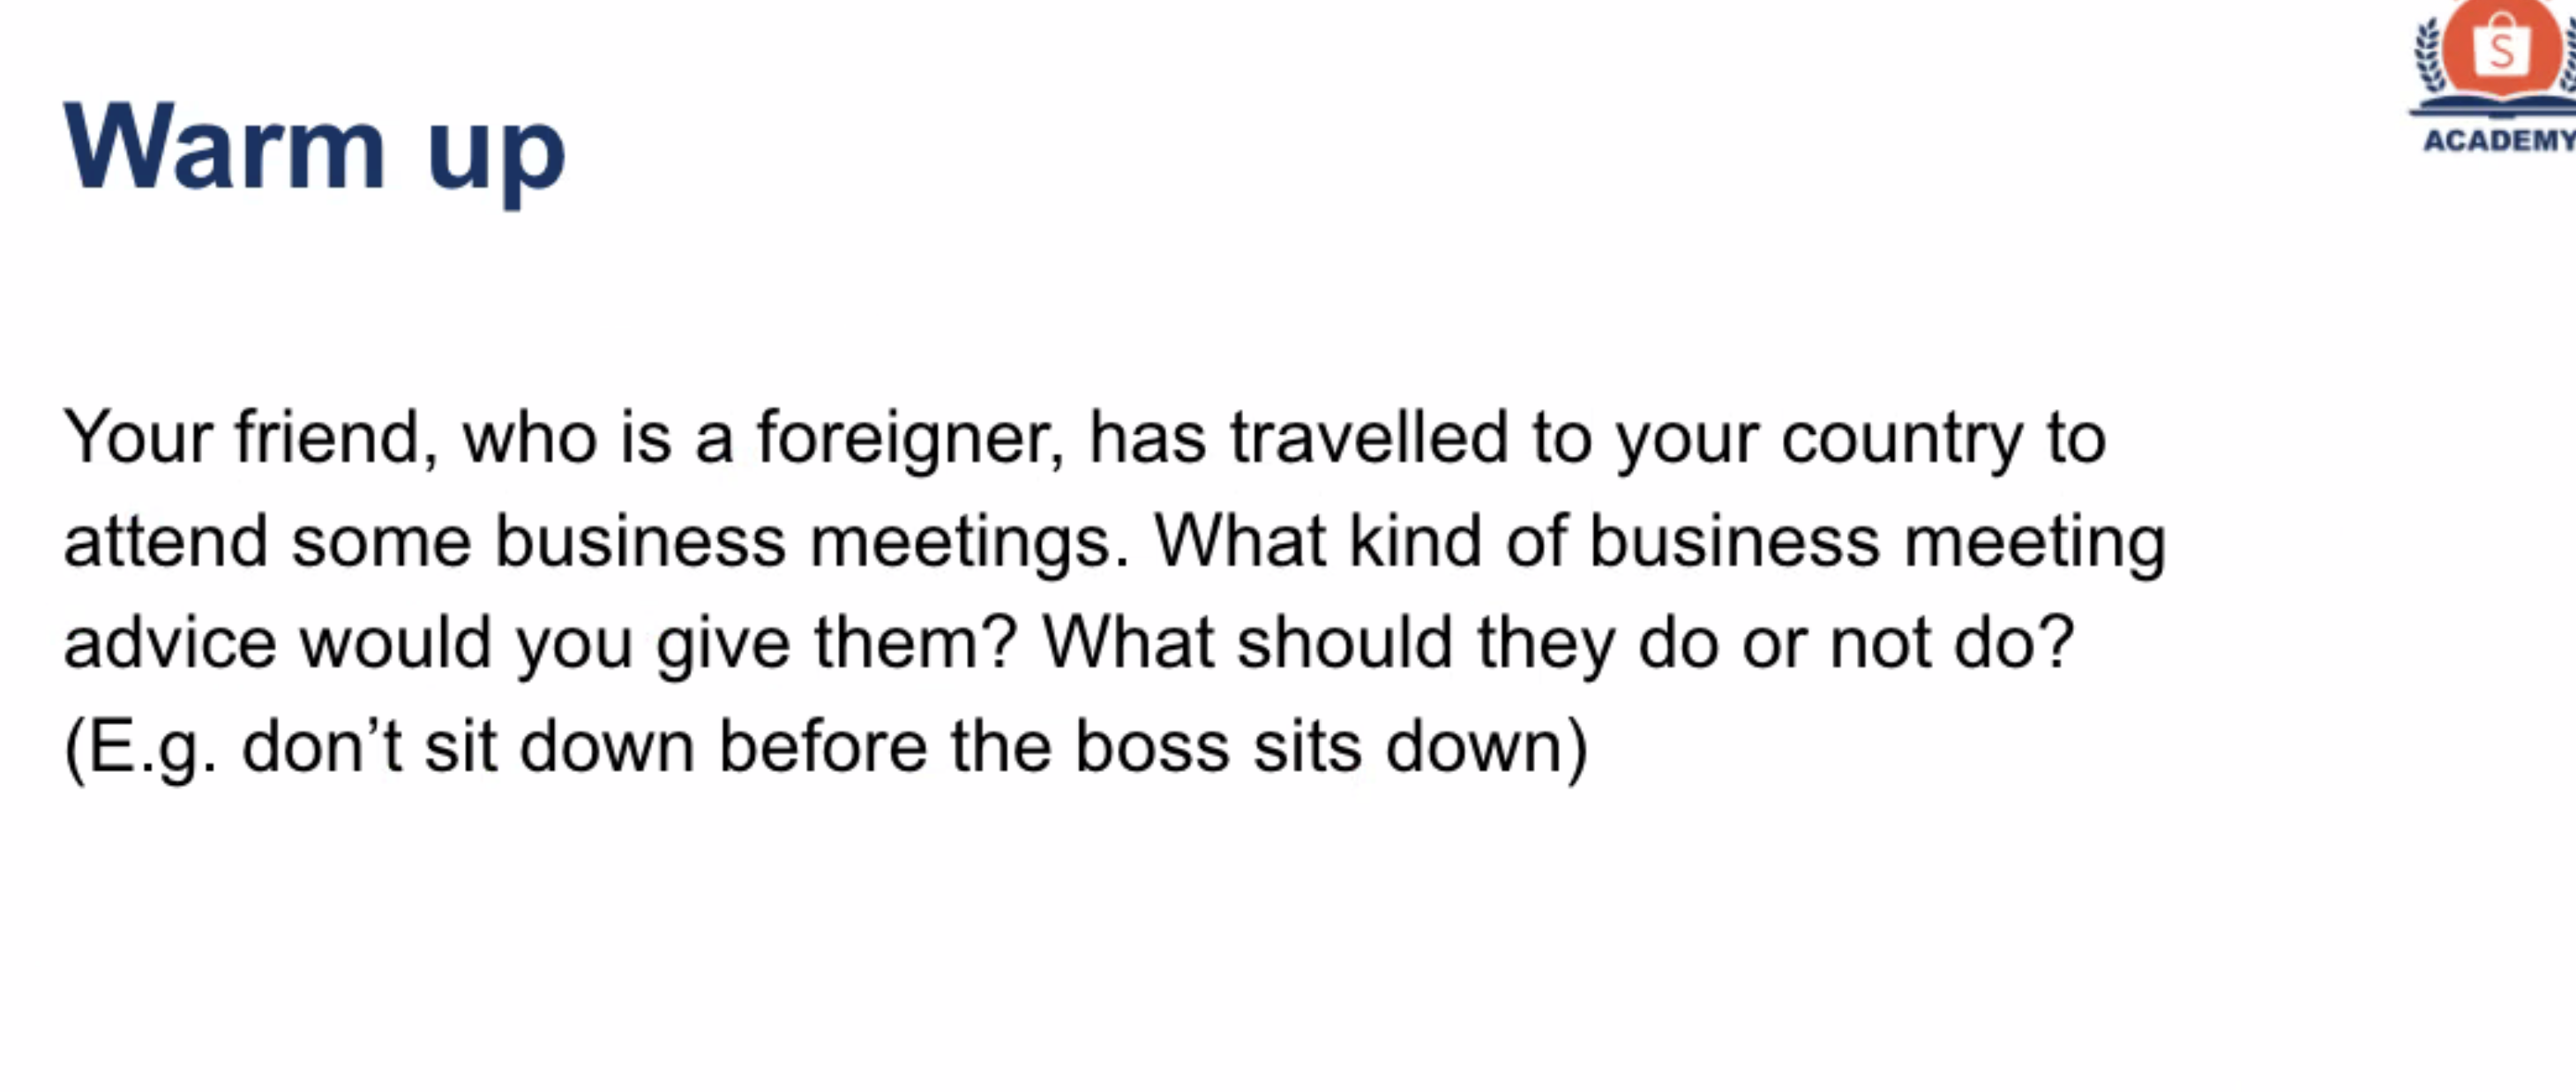 ACADEMY
Warm up
Your friend, who is a foreigner, has travelled to your country to
attend some business meetings. What kind of business meeting
advice would you give them? What should they do or not do?
(E.g. don’t sit down before the boss sits down)